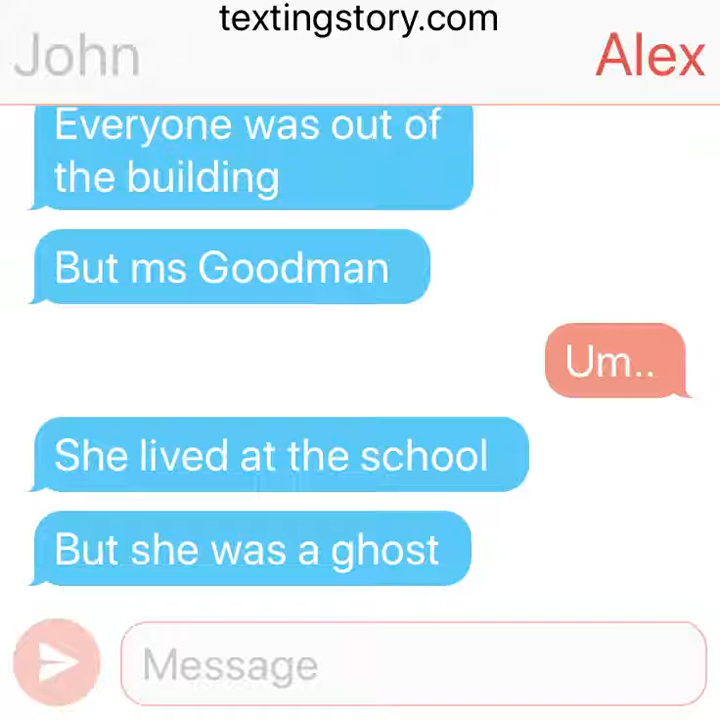 textingstory.com
John
Alex
Everyone was out of
the building
But ms Goodman
Um..
She lived at the school
But she was a ghost
Message